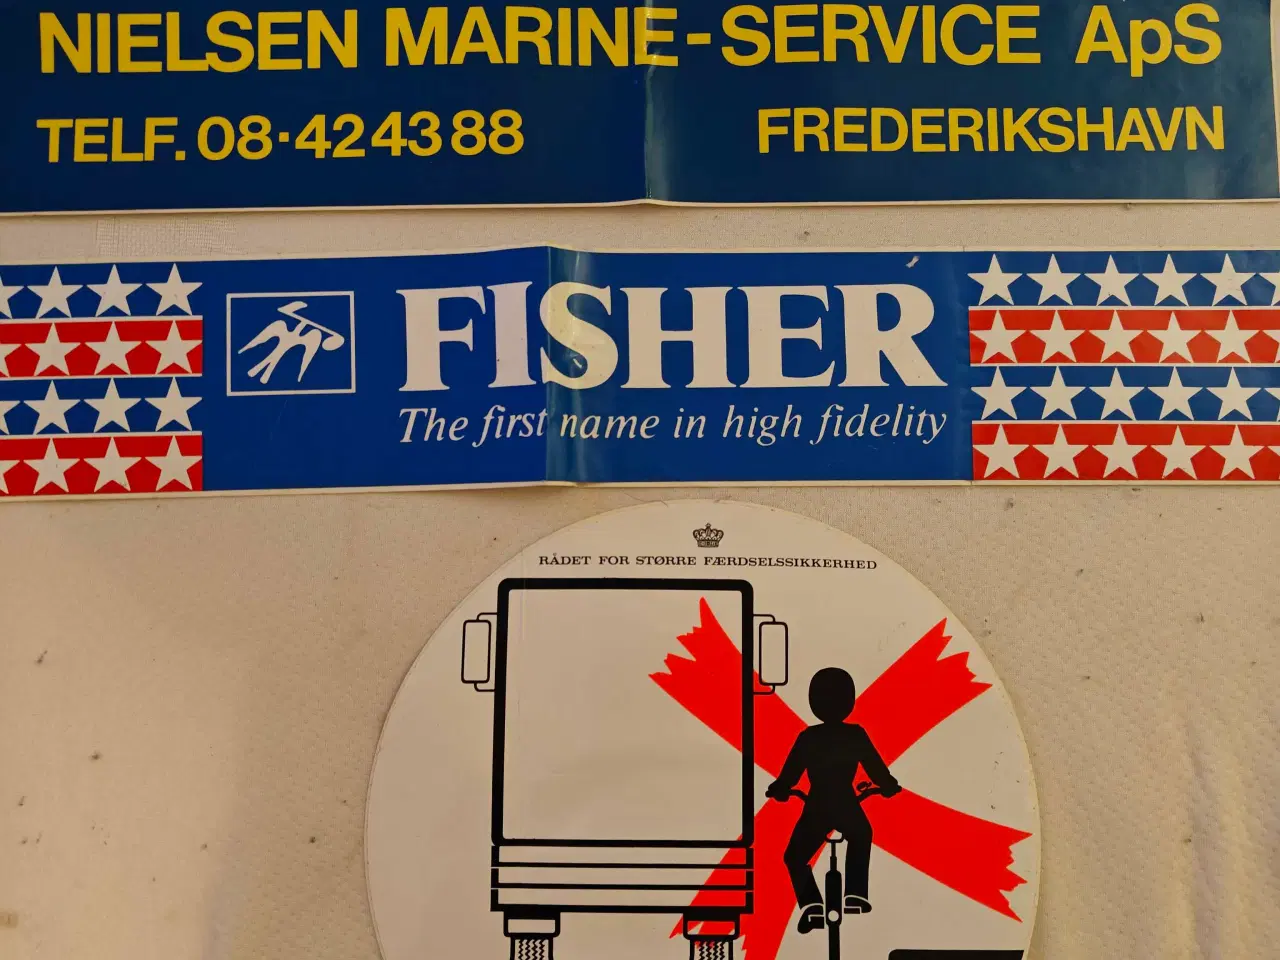 NIELSEN MARINE-SERVICE ApS
TELF. 08·424388 FREDERIKSHAVN
FISHER
The first name in high fidelity
RÅDET FOR STØRRE FÆRDSELSSIKKERHED